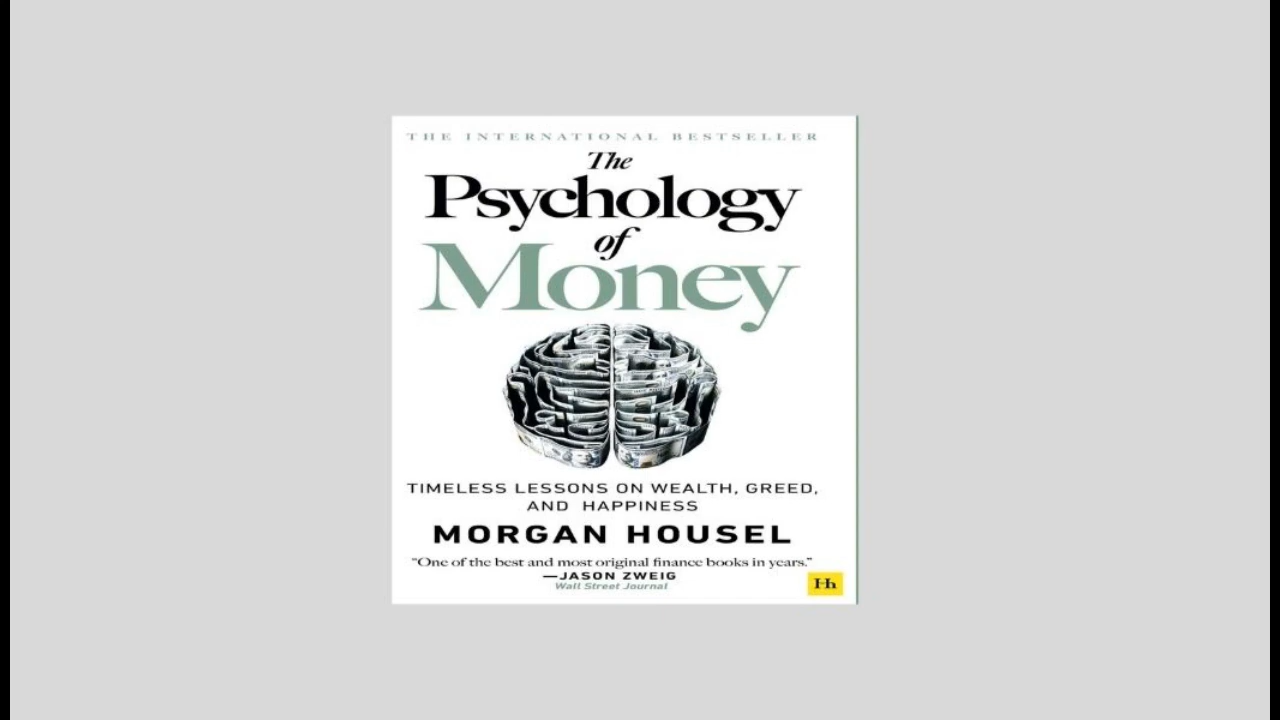 THE INTERNATIONAL BESTSELLER
The
Psychology
of
Money
TIMELESS LESSONS ON WEALTH, GREED,
AND HAPPINESS
MORGAN HOUSEL
“One of the best and most original finance books in years.”
—JASON ZWEIG
Wall Street Journal
Hh